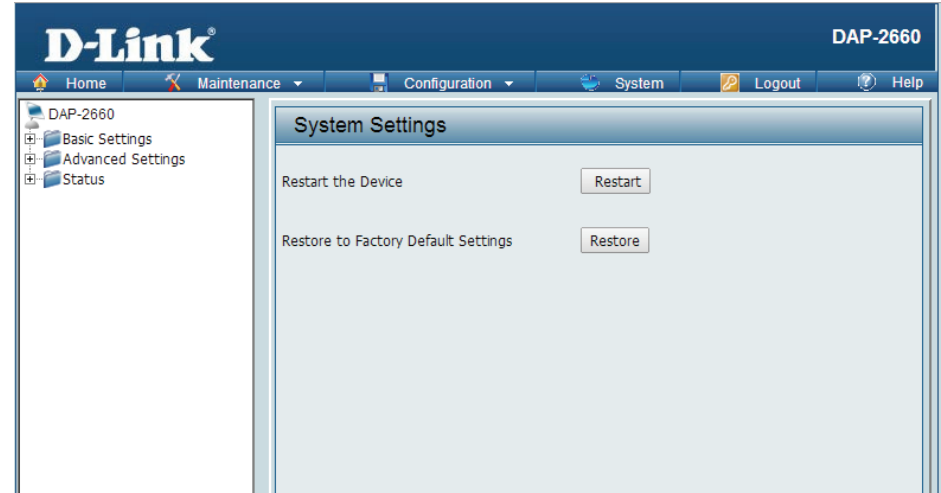 D-Link®
DAP-2660
Home Maintenance Configuration System Logout Help
DAP-2660
Basic Settings
Advanced Settings
Status
System Settings
Restart the Device Restart
Restore to Factory Default Settings Restore